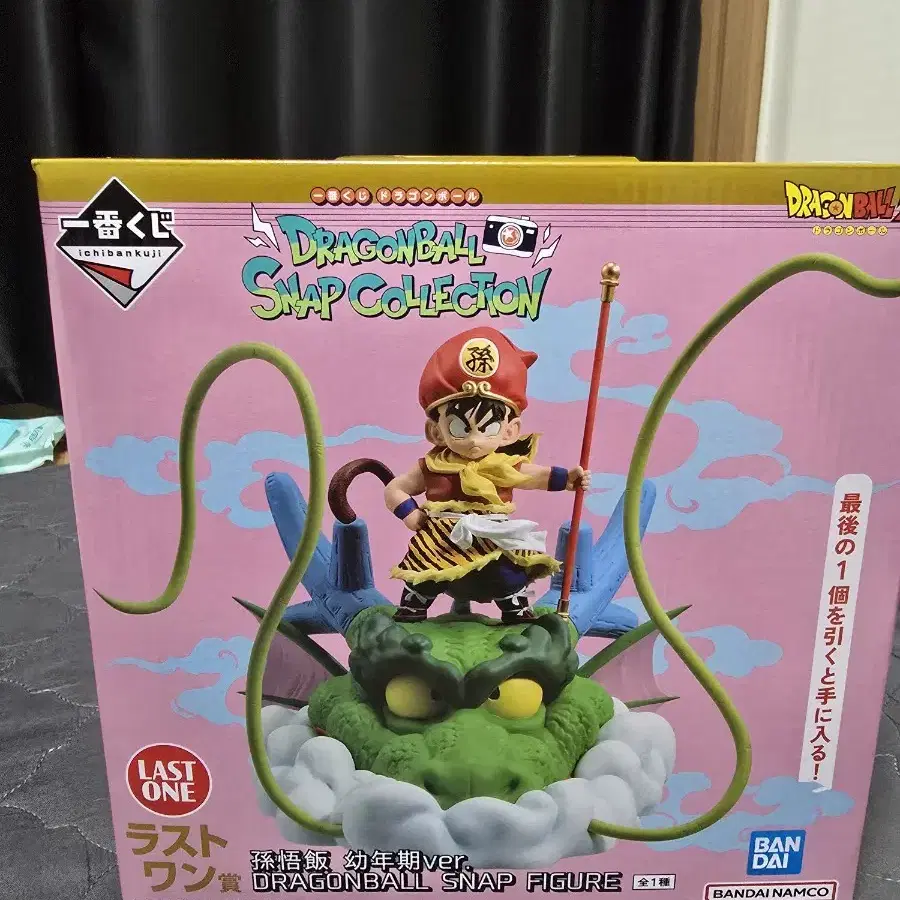 一番くじ
ichibankuji
一番くじ ドラゴンボール
DRAGONBALL
SNAP COLLECTION
DRAGONBALL
ドラゴンボール
孫
最後の1個を引くと手に入る!
LAST
ONE
ラスト
ワン賞
孫悟飯 幼年期ver.
DRAGONBALL SNAP FIGURE 全1種
BAN
DAI
BANDAI NAMCO